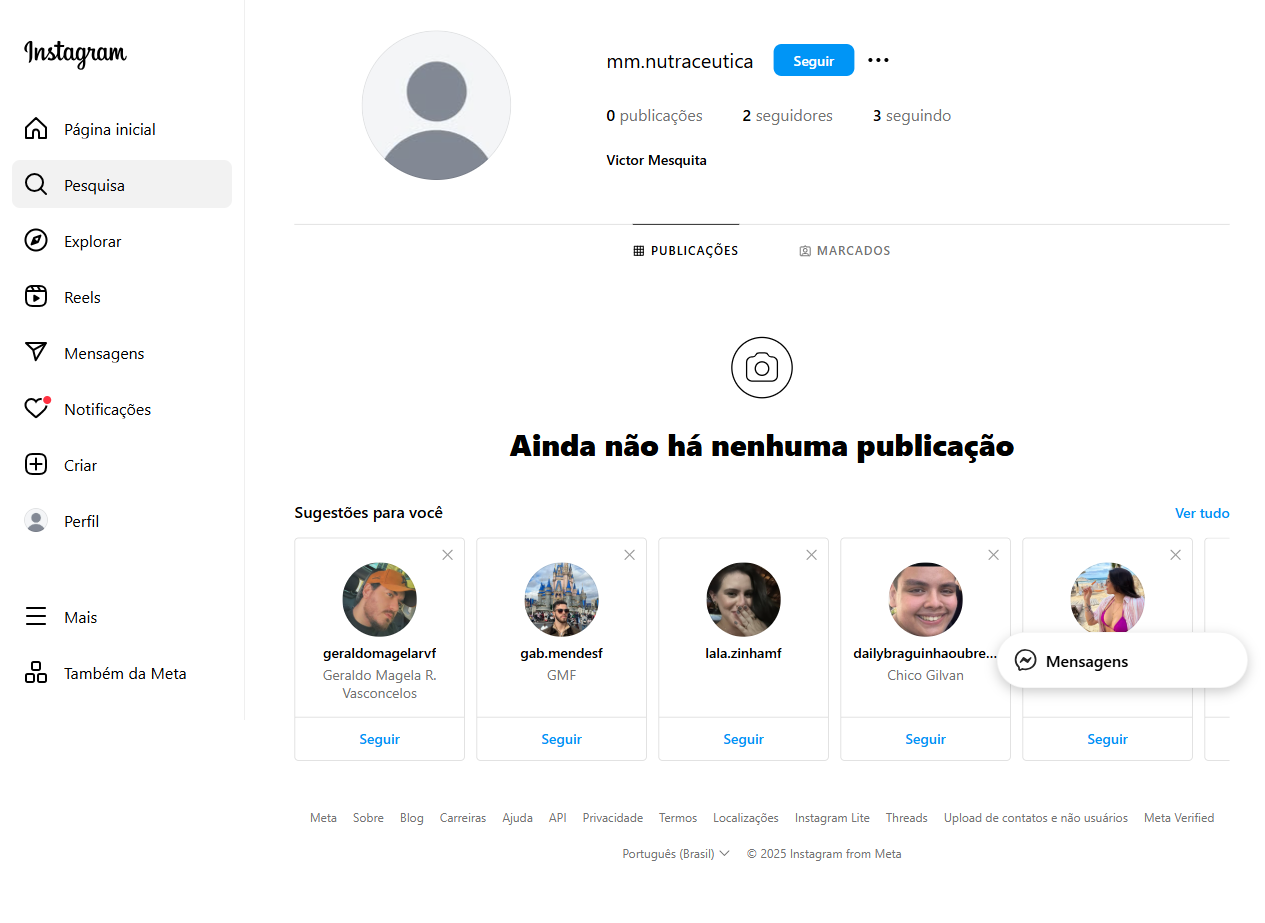 Instagram
Página inicial
Pesquisa
Explorar
Reels
Mensagens
Notificações
Criar
Perfil
Mais
Também da Meta
mm.nutraceutica Seguir
0 publicações 2 seguidores 3 seguindo
Victor Mesquita
PUBLICAÇÕES MARCADOS
Ainda não há nenhuma publicação
Sugestões para você Ver tudo
geraldomagelarvf
Geraldo Magela R.
Vasconcelos
Seguir
gab.mendesf
GMF
Seguir
lala.zinhamf
Seguir
dailybraguinhaoubre...
Chico Gilvan
Seguir
Seguir
Mensagens
Meta Sobre Blog Carreiras Ajuda API Privacidade Termos Localizações Instagram Lite Threads Upload de contatos e não usuários Meta Verified
Português (Brasil) © 2025 Instagram from Meta